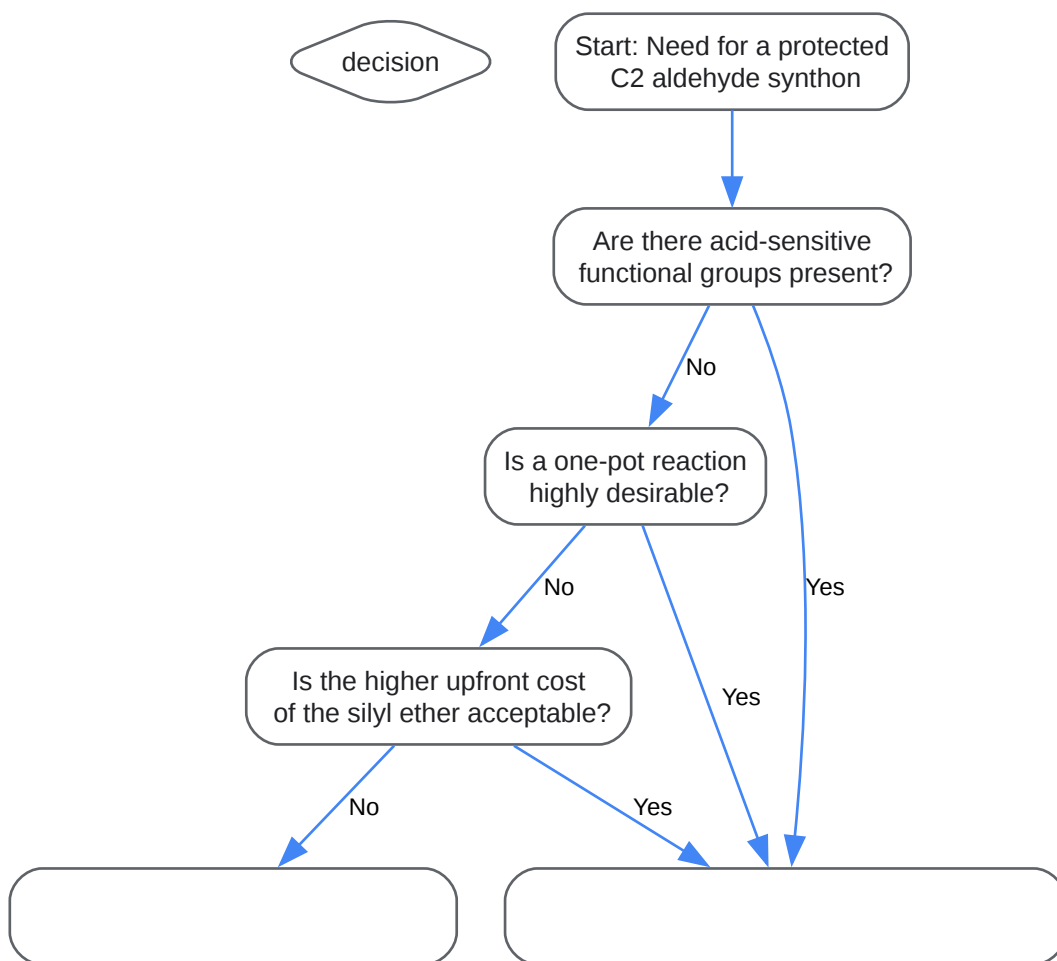 decision
Start: Need for a protected
C2 aldehyde synthon
Are there acid-sensitive
functional groups present?
No
Is a one-pot reaction
highly desirable?
Yes
No
Is the higher upfront cost
of the silyl ether acceptable?
Yes
No
Yes